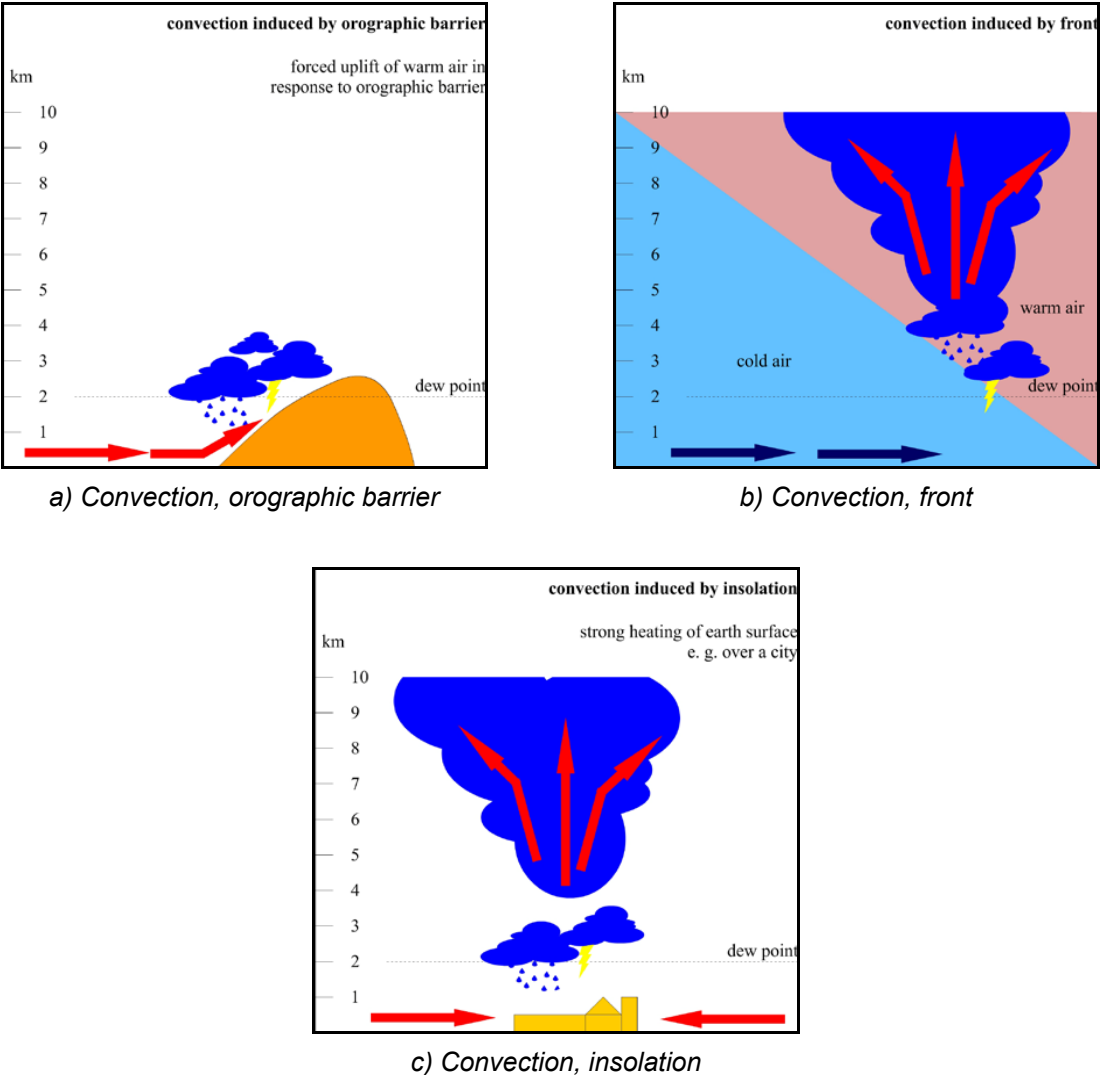 convection induced by orographic barrier
forced uplift of warm air in
response to orographic barrier
km
10
9
8
7
6
5
4
3
dew point
2
1
a) Convection, orographic barrier
convection induced by front
km
10
9
8
7
6
5
warm air
4
cold air
3
dew point
2
1
b) Convection, front
convection induced by insolation
strong heating of earth surface
e. g. over a city
km
10
9
8
7
6
5
4
3
dew point
2
1
c) Convection, insolation